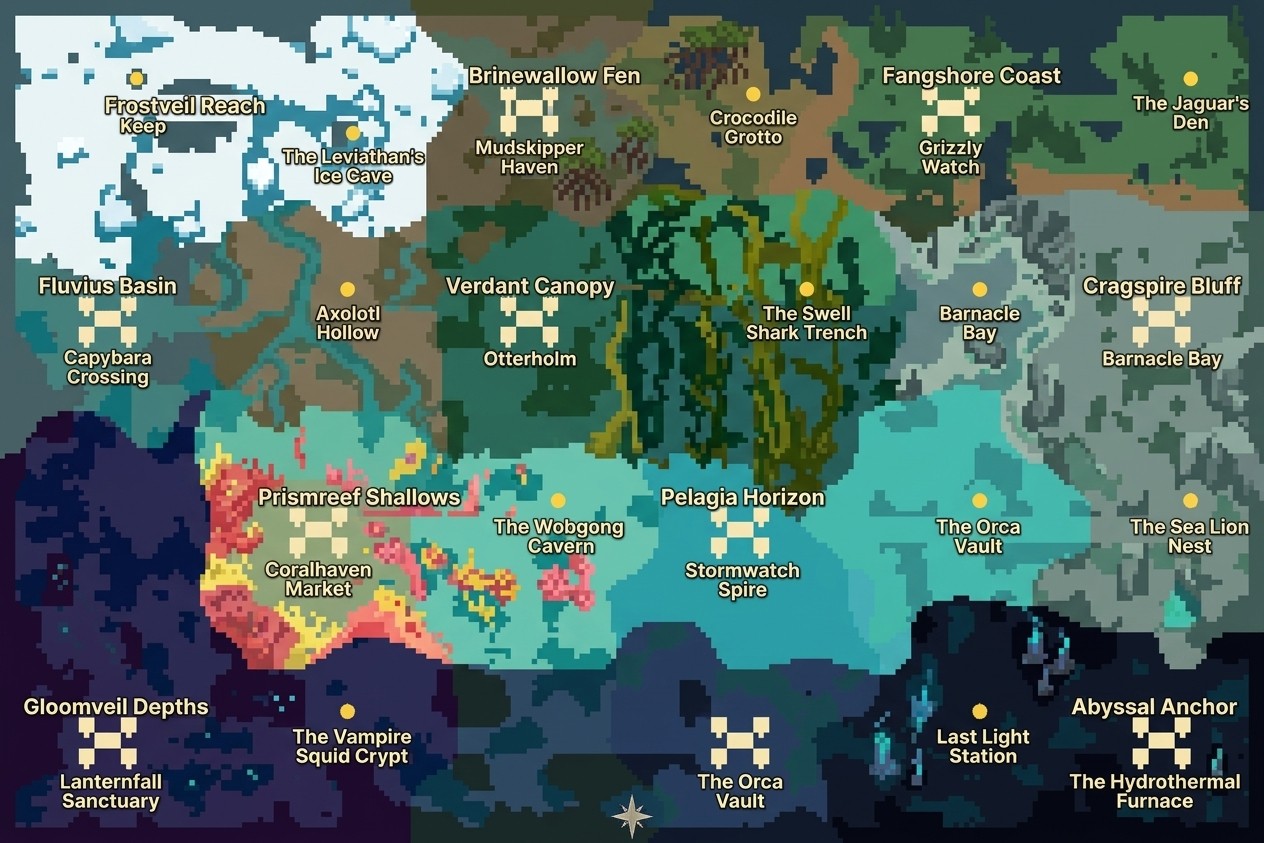 Brinewallow Fen
Fangshore Coast
Frostveil Reach
Keep
The Leviathan's
Ice Cave
Mudskipper
Haven
Crocodile
Grotto
Grizzly
Watch
The Jaguar's
Den
Fluvius Basin
Verdant Canopy
Cragspire Bluff
Capybara
Crossing
Axolotl
Hollow
Otterholm
The Swell
Shark Trench
Barnacle
Bay
Barnacle Bay
Prismreef Shallows
Pelagia Horizon
Coralhaven
Market
The Wobgong
Cavern
Stormwatch
Spire
The Orca
Vault
The Sea Lion
Nest
Gloomveil Depths
Abyssal Anchor
Lanternfall
Sanctuary
The Vampire
Squid Crypt
The Orca
Vault
Last Light
Station
The Hydrothermal
Furnace